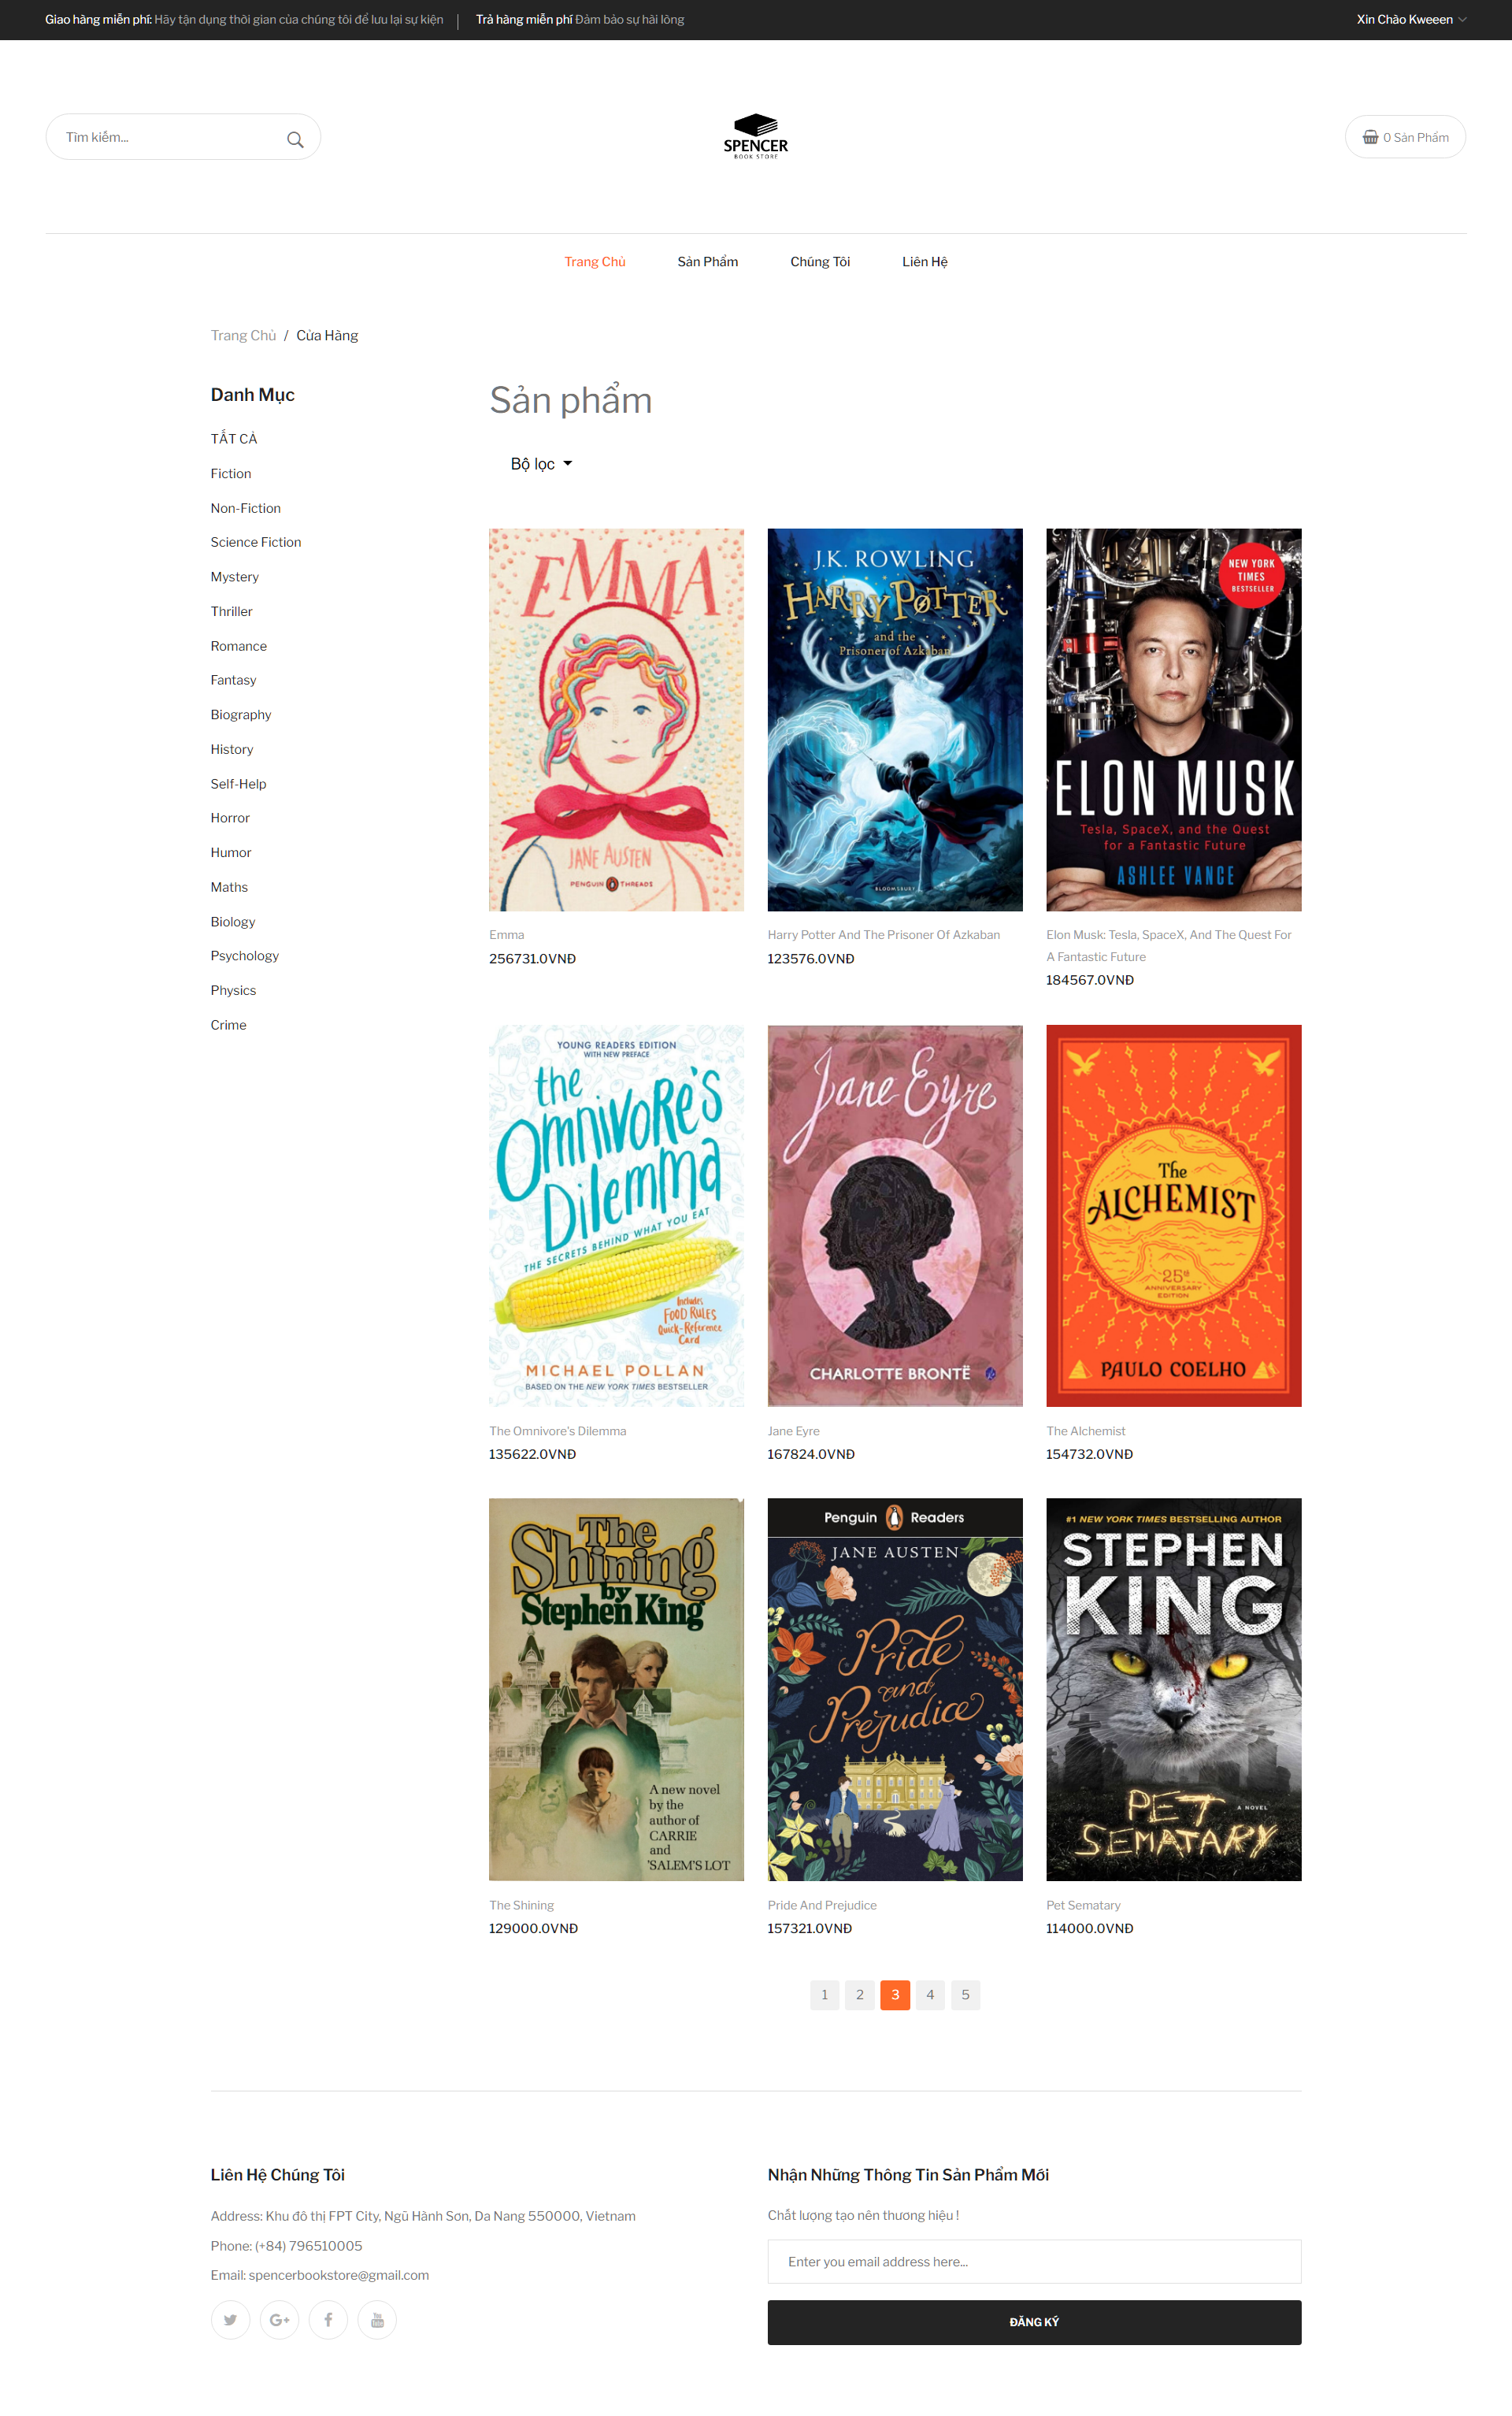 Giao hàng miễn phí: Hãy tận dụng thời gian của chúng tôi để lưu lại sự kiện
Trả hàng miễn phí Đảm bảo sự hài lòng
Xin Chào Kweeen
Tìm kiếm...
SPENCER
BOOK STORE
0 Sản Phẩm
Trang Chủ
Sản Phẩm
Chúng Tôi
Liên Hệ
Trang Chủ / Cửa Hàng
Danh Mục
TẤT CẢ
Fiction
Non-Fiction
Science Fiction
Mystery
Thriller
Romance
Fantasy
Biography
History
Self-Help
Horror
Humor
Maths
Biology
Psychology
Physics
Crime
Sản phẩm
Bộ lọc
EMMA
JANE AUSTEN
PENGUIN THREADS
Emma
256731.0VNĐ
J.K. ROWLING
HARRY POTTER
and the
Prisoner of Azkaban
BLOOMSBURY
Harry Potter And The Prisoner Of Azkaban
123576.0VNĐ
NEW YORK
TIMES
BESTSELLER
ELON MUSK
Tesla, SpaceX, and the Quest
for a Fantastic Future
ASHLEE VANCE
Elon Musk: Tesla, SpaceX, And The Quest For
A Fantastic Future
184567.0VNĐ
YOUNG READERS EDITION
WITH NEW PREFACE
the
Omnivore's
Dilemma
THE SECRETS BEHIND WHAT YOU EAT
Includes
FOOD RULES
Quick-Reference
Card
MICHAEL POLLAN
BASED ON THE NEW YORK TIMES BESTSELLER
The Omnivore's Dilemma
135622.0VNĐ
Jane Eyre
CHARLOTTE BRONTË
Jane Eyre
167824.0VNĐ
The
ALCHEMIST
25th
ANNIVERSARY
EDITION
PAULO COELHO
The Alchemist
154732.0VNĐ
The
Shining
by
Stephen King
A new novel
by the
author of
CARRIE
and
'SALEM'S LOT
The Shining
129000.0VNĐ
Penguin Readers
JANE AUSTEN
Pride
and
Prejudice
Pride And Prejudice
157321.0VNĐ
#1 NEW YORK TIMES BESTSELLING AUTHOR
STEPHEN
KING
PET
A NOVEL
SEMATARY
Pet Sematary
114000.0VNĐ
1 2 3 4 5
Liên Hệ Chúng Tôi
Address: Khu đô thị FPT City, Ngũ Hành Sơn, Da Nang 550000, Vietnam
Phone: (+84) 796510005
Email: spencerbookstore@gmail.com
Nhận Những Thông Tin Sản Phẩm Mới
Chất lượng tạo nên thương hiệu !
Enter you email address here...
ĐĂNG KÝ